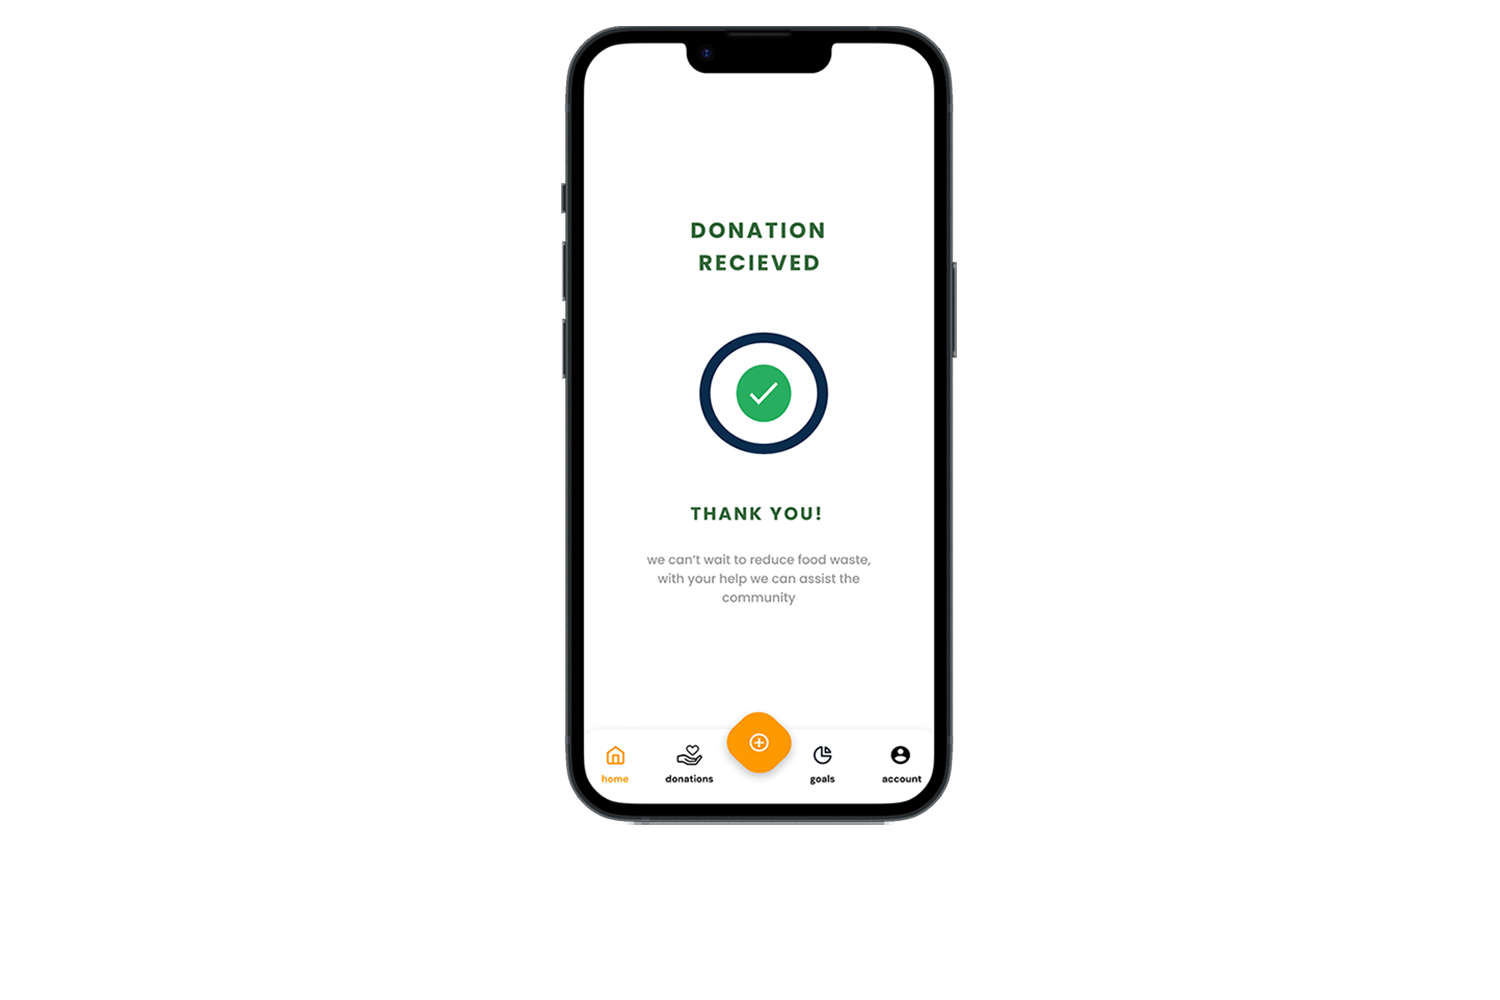 DONATION
RECIEVED
THANK YOU!
we can't wait to reduce food waste,
with your help we can assist the
community
home
donations
goals
account